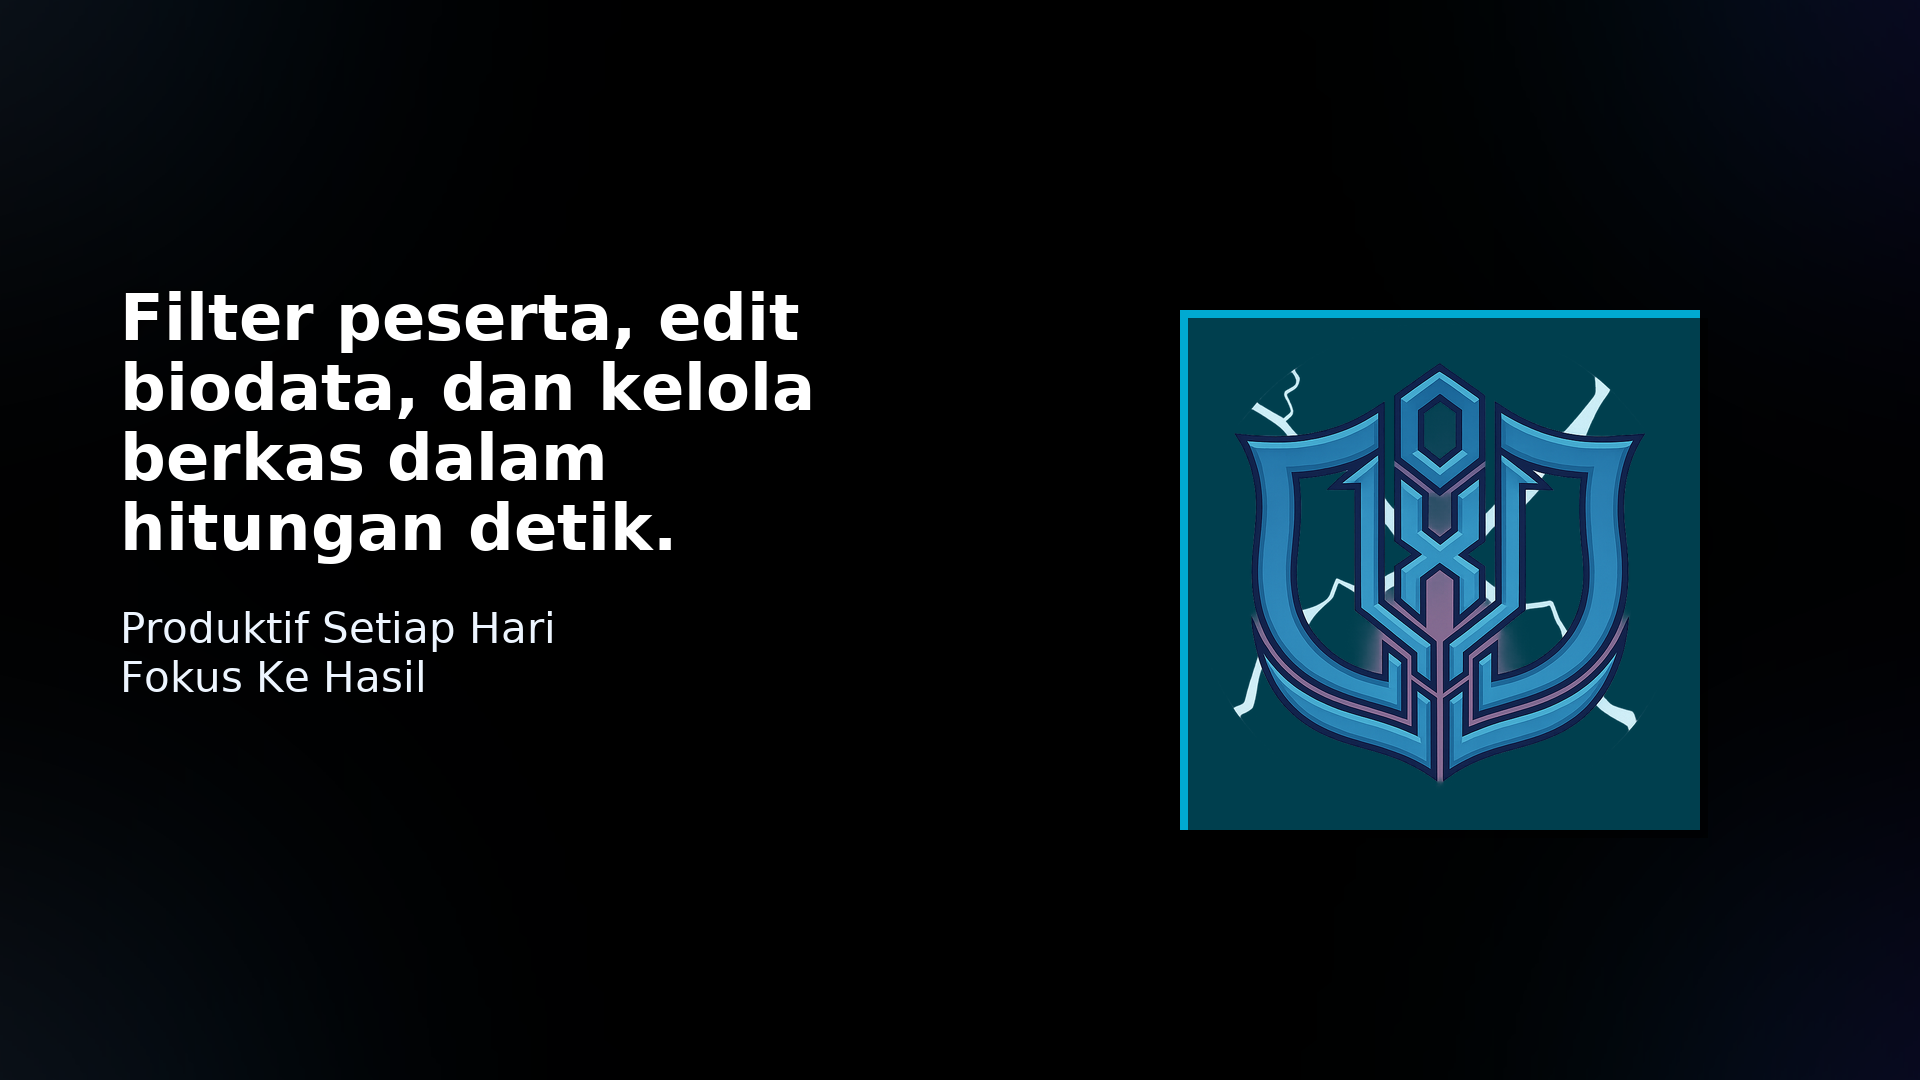 Filter peserta, edit
biodata, dan kelola
berkas dalam
hitungan detik.
Produktif Setiap Hari
Fokus Ke Hasil